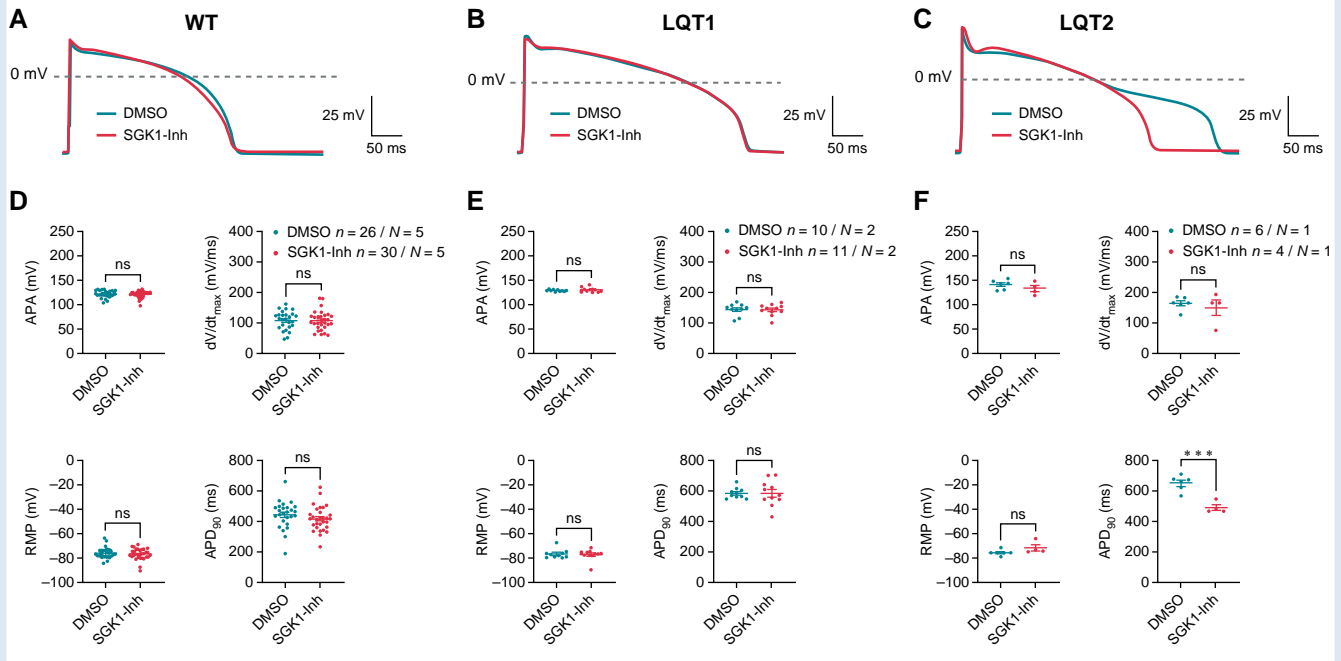 A
WT
0 mV
DMSO
SGK1-Inh
25 mV
50 ms
B
LQT1
0 mV
DMSO
SGK1-Inh
25 mV
50 ms
C
LQT2
0 mV
DMSO
SGK1-Inh
25 mV
50 ms
D
APA (mV)
250
200
150
100
50
0
ns
DMSO
SGK1-Inh
dV/dtmax (mV/ms)
400
300
200
100
0
DMSO n = 26 / N = 5
SGK1-Inh n = 30 / N = 5
ns
DMSO
SGK1-Inh
RMP (mV)
0
−20
−40
−60
−80
−100
ns
DMSO
SGK1-Inh
APD90 (ms)
800
600
400
200
0
ns
DMSO
SGK1-Inh
E
APA (mV)
250
200
150
100
50
0
ns
DMSO
SGK1-Inh
dV/dtmax (mV/ms)
400
300
200
100
0
DMSO n = 10 / N = 2
SGK1-Inh n = 11 / N = 2
ns
DMSO
SGK1-Inh
RMP (mV)
0
−20
−40
−60
−80
−100
ns
DMSO
SGK1-Inh
APD90 (ms)
800
600
400
200
0
ns
DMSO
SGK1-Inh
F
APA (mV)
250
200
150
100
50
0
ns
DMSO
SGK1-Inh
dV/dtmax (mV/ms)
400
300
200
100
0
DMSO n = 6 / N = 1
SGK1-Inh n = 4 / N = 1
ns
DMSO
SGK1-Inh
RMP (mV)
0
−20
−40
−60
−80
−100
ns
DMSO
SGK1-Inh
APD90 (ms)
800
600
400
200
0
***
DMSO
SGK1-Inh